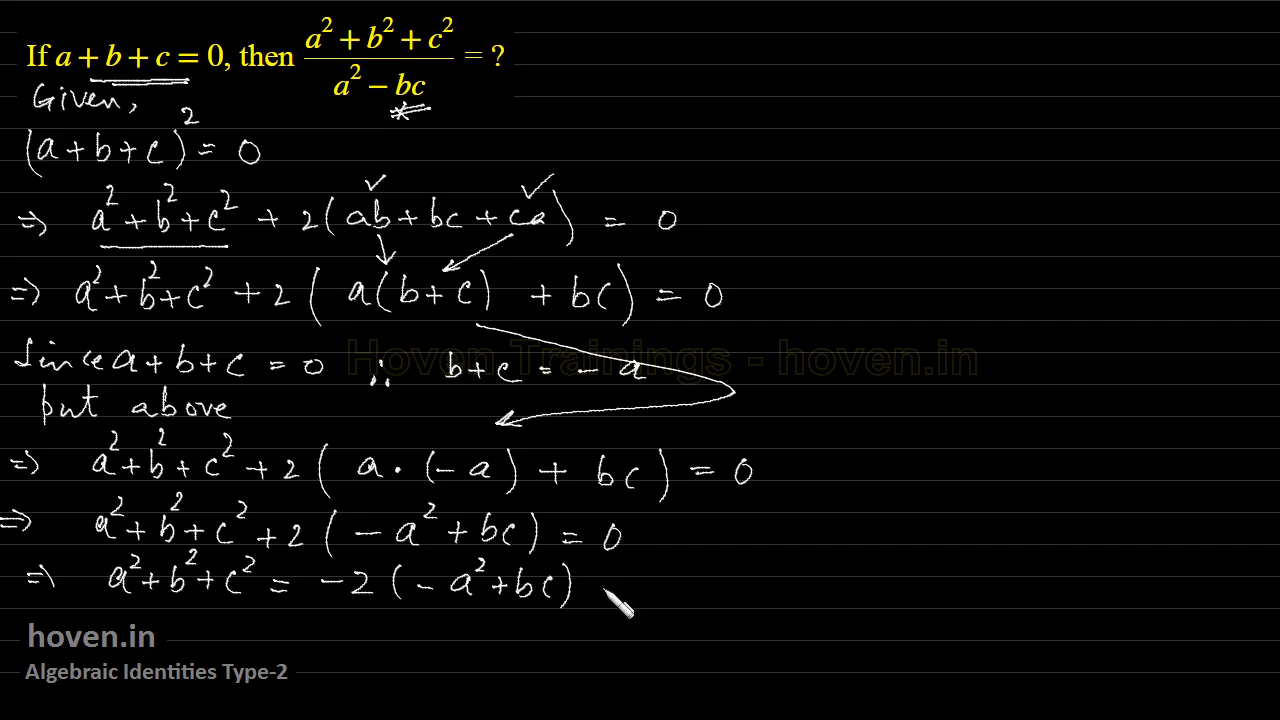 If a + b + c = 0, then (a² + b² + c²)/(a² − bc) = ?
Given,
(a+b+c)² = 0
⇒ a²+b²+c² + 2(ab+bc+ca) = 0
⇒ a²+b²+c² + 2(a(b+c) + bc) = 0
Since a+b+c = 0 ∴ b+c = -a
put above
⇒ a²+b²+c² + 2(a·(-a) + bc) = 0
⇒ a²+b²+c² + 2(-a²+bc) = 0
⇒ a²+b²+c² = -2(-a²+bc)
Hoven Trainings - hoven.in
hoven.in
Algebraic Identities Type-2